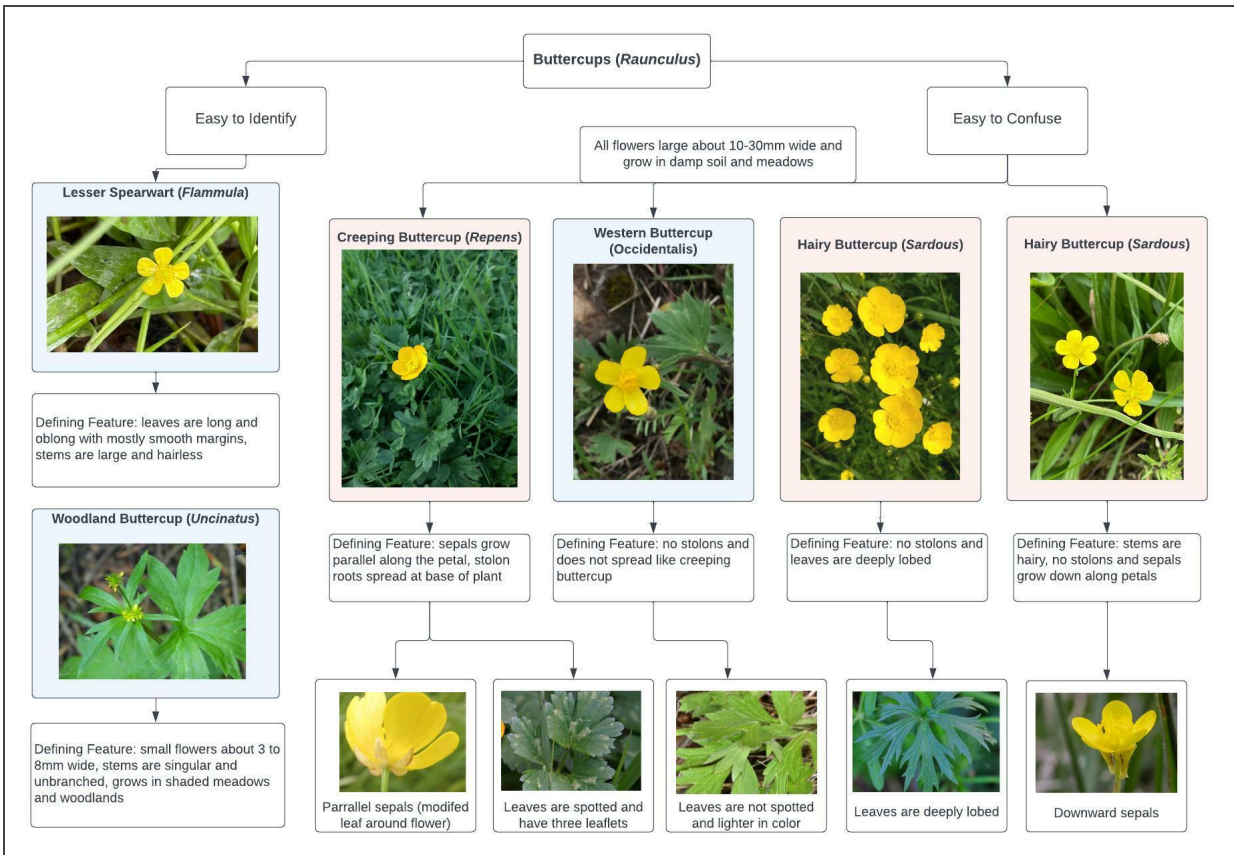 Buttercups (Raunculus)
Easy to Identify
Easy to Confuse
All flowers large about 10-30mm wide and
grow in damp soil and meadows
Lesser Spearwart (Flammula)
Defining Feature: leaves are long and
oblong with mostly smooth margins,
stems are large and hairless
Woodland Buttercup (Uncinatus)
Defining Feature: small flowers about 3 to
8mm wide, stems are singular and
unbranched, grows in shaded meadows
and woodlands
Creeping Buttercup (Repens)
Defining Feature: sepals grow
parallel along the petal, stolon
roots spread at base of plant
Parrallel sepals (modifed
leaf around flower)
Leaves are spotted and
have three leaflets
Western Buttercup
(Occidentalis)
Defining Feature: no stolons and
does not spread like creeping
buttercup
Leaves are not spotted
and lighter in color
Hairy Buttercup (Sardous)
Defining Feature: no stolons and
leaves are deeply lobed
Leaves are deeply lobed
Hairy Buttercup (Sardous)
Defining Feature: stems are
hairy, no stolons and sepals
grow down along petals
Downward sepals